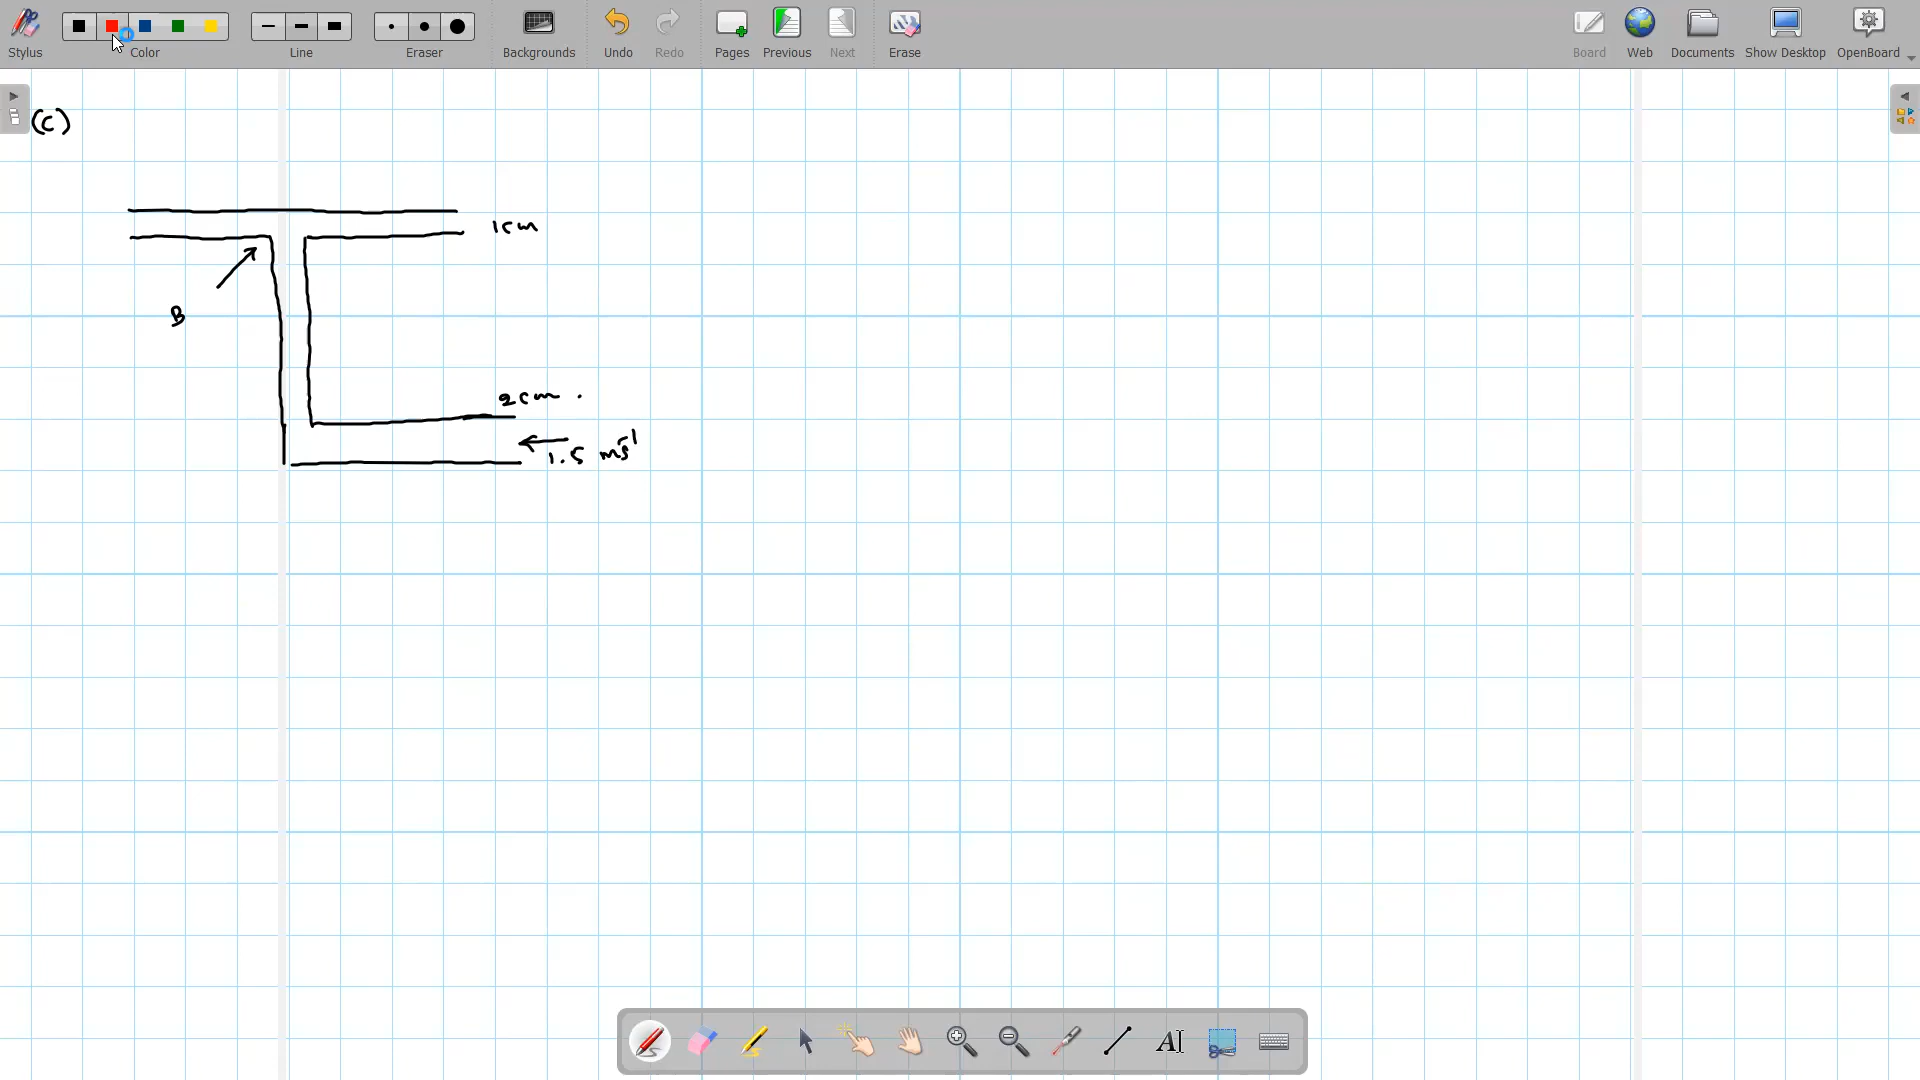 Stylus
Color
Line
Eraser
Backgrounds
Undo
Redo
Pages
Previous
Next
Erase
Board
Web
Documents
Show Desktop
OpenBoard
(c)
1cm
B
2cm .
1.5 ms⁻¹
AI